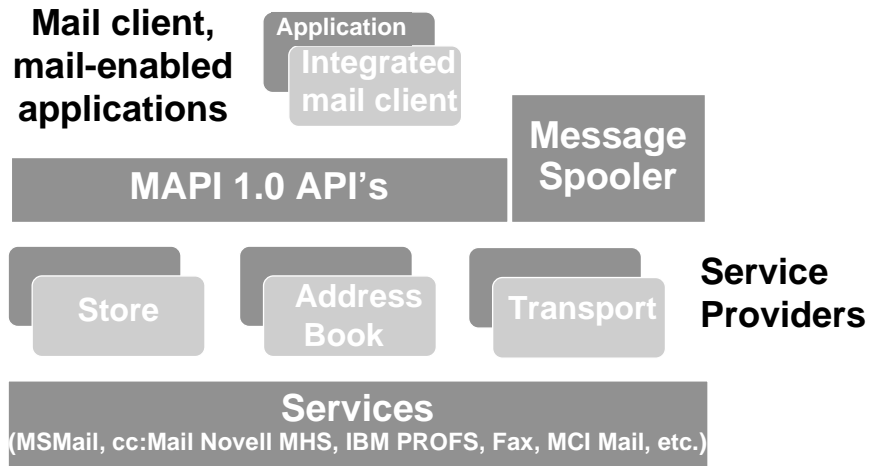 Mail client,
mail-enabled
applications
Application
Integrated
mail client
Message
Spooler
MAPI 1.0 API’s
Store
Address
Book
Transport
Service
Providers
Services
(MSMail, cc:Mail Novell MHS, IBM PROFS, Fax, MCI Mail, etc.)